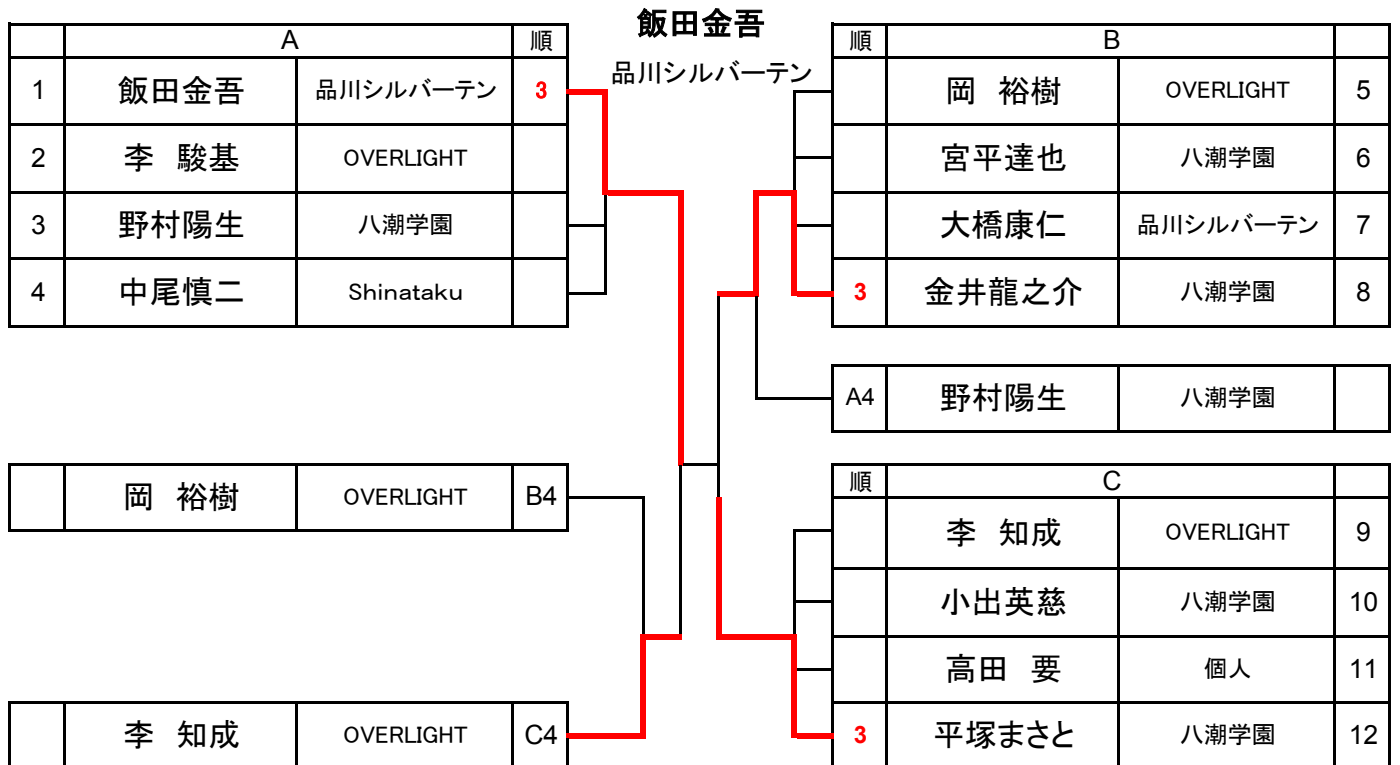 飯田金吾
品川シルバーテン
A 順
1 飯田金吾 品川シルバーテン 3
2 李 駿基 OVERLIGHT
3 野村陽生 八潮学園
4 中尾慎二 Shinataku
順 B
岡 裕樹 OVERLIGHT 5
宮平達也 八潮学園 6
大橋康仁 品川シルバーテン 7
3 金井龍之介 八潮学園 8
A4 野村陽生 八潮学園
岡 裕樹 OVERLIGHT B4
李 知成 OVERLIGHT C4
順 C
李 知成 OVERLIGHT 9
小出英慈 八潮学園 10
高田 要 個人 11
3 平塚まさと 八潮学園 12